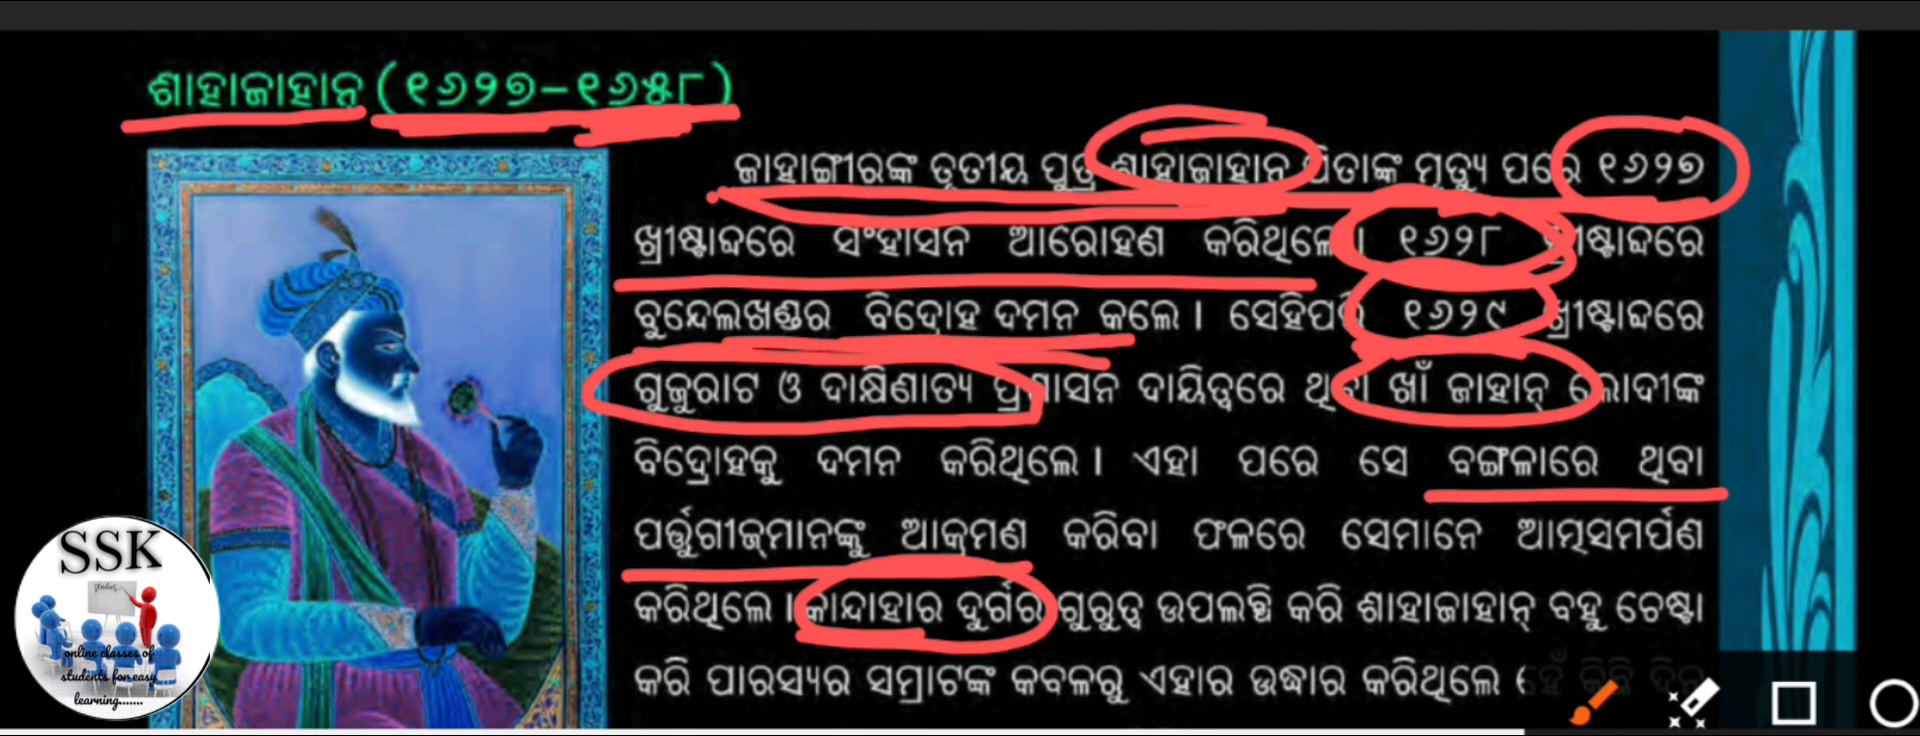 ଶାହାଜାହାନ (୧୬୨୭-୧୬୫୮)
ଜାହାଙ୍ଗୀରଙ୍କ ତୃତୀୟ ପୁତ୍ର ଶାହାଜାହାନ ପିତାଙ୍କ ମୃତ୍ୟୁ ପରେ ୧୬୨୭
ଖ୍ରୀଷ୍ଟାବ୍ଦରେ ସଂହାସନ ଆରୋହଣ କରିଥିଲେ। ୧୬୨୮ ଖ୍ରୀଷ୍ଟାବ୍ଦରେ
ବୁନ୍ଦେଲଖଣ୍ଡର ବିଦ୍ରୋହ ଦମନ କଲେ। ସେହିପରି ୧୬୨୯ ଖ୍ରୀଷ୍ଟାବ୍ଦରେ
ଗୁଜୁରାଟ ଓ ଦାକ୍ଷିଣାତ୍ୟ ପ୍ରଶାସନ ଦାୟିତ୍ୱରେ ଥିବା ଖାଁ ଜାହାନ୍ ଲୋଦୀଙ୍କ
ବିଦ୍ରୋହକୁ ଦମନ କରିଥିଲେ। ଏହା ପରେ ସେ ବଙ୍ଗଳାରେ ଥିବା
ପର୍ତ୍ତୁଗୀଜ୍‌ମାନଙ୍କୁ ଆକ୍ରମଣ କରିବା ଫଳରେ ସେମାନେ ଆତ୍ମସମର୍ପଣ
କରିଥିଲେ। କାନ୍ଦାହାର ଦୁର୍ଗର ଗୁରୁତ୍ୱ ଉପଲବ୍ଧି କରି ଶାହାଜାହାନ୍ ବହୁ ଚେଷ୍ଟା
କରି ପାରସ୍ୟର ସମ୍ରାଟଙ୍କ କବଳରୁ ଏହାର ଉଦ୍ଧାର କରିଥିଲେ
SSK
studies...
online classes of
students for easy
learning.......